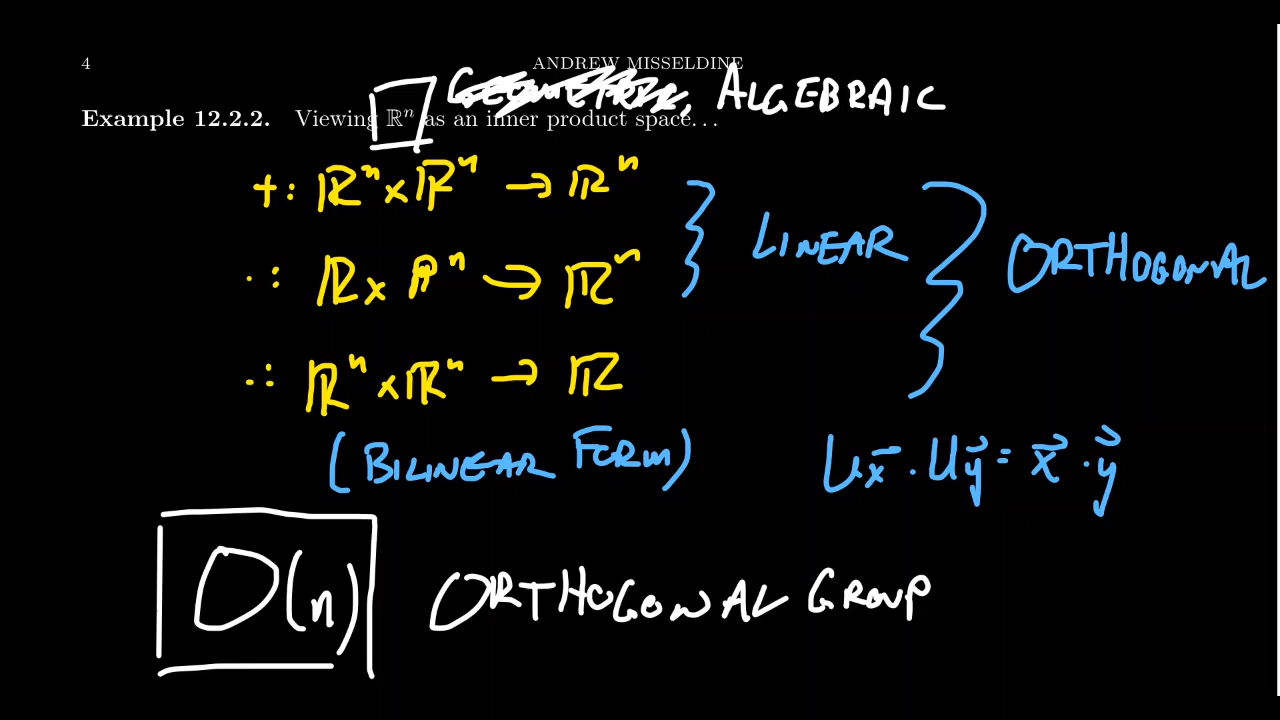 4 ANDREW MISSELDINE
ALGEBRAIC
Example 12.2.2. Viewing ℝⁿ as an inner product space...
+: ℝⁿ × ℝⁿ → ℝⁿ
·: ℝ × ℝⁿ → ℝⁿ
LINEAR
ORTHOGONAL
·: ℝⁿ × ℝⁿ → ℝ
(BILINEAR FORM)
Ux⃗ · Uy⃗ = x⃗ · y⃗
O(n) ORTHOGONAL GROUP